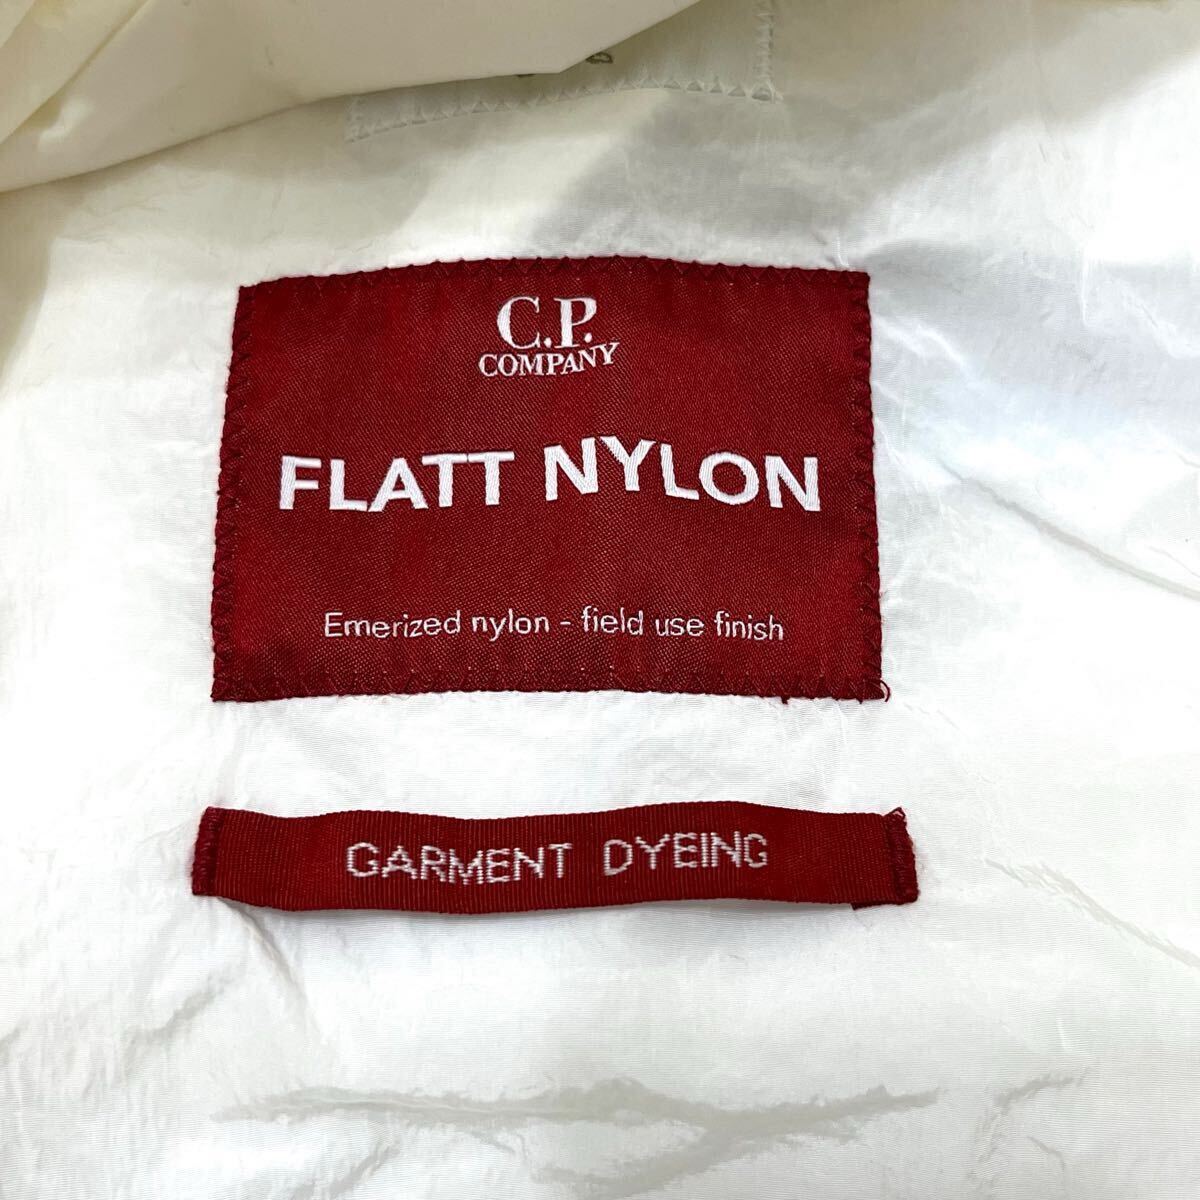 C.P.
COMPANY
FLATT NYLON
Emerized nylon - field use finish
GARMENT DYEING